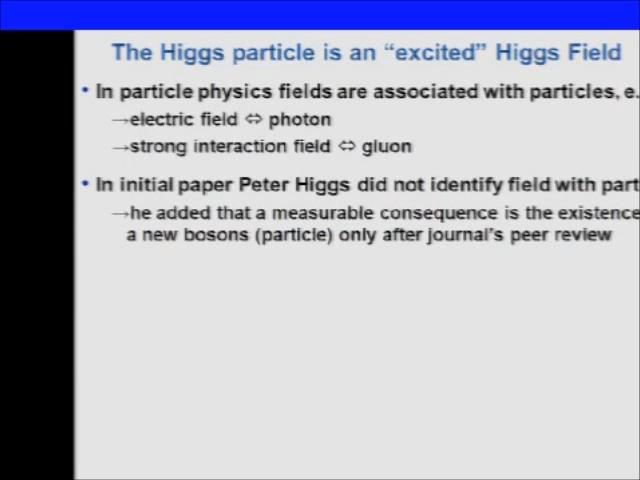 The Higgs particle is an “excited” Higgs Field
• In particle physics fields are associated with particles, e.
→electric field ⇔ photon
→strong interaction field ⇔ gluon
• In initial paper Peter Higgs did not identify field with part
→he added that a measurable consequence is the existence
a new bosons (particle) only after journal's peer review